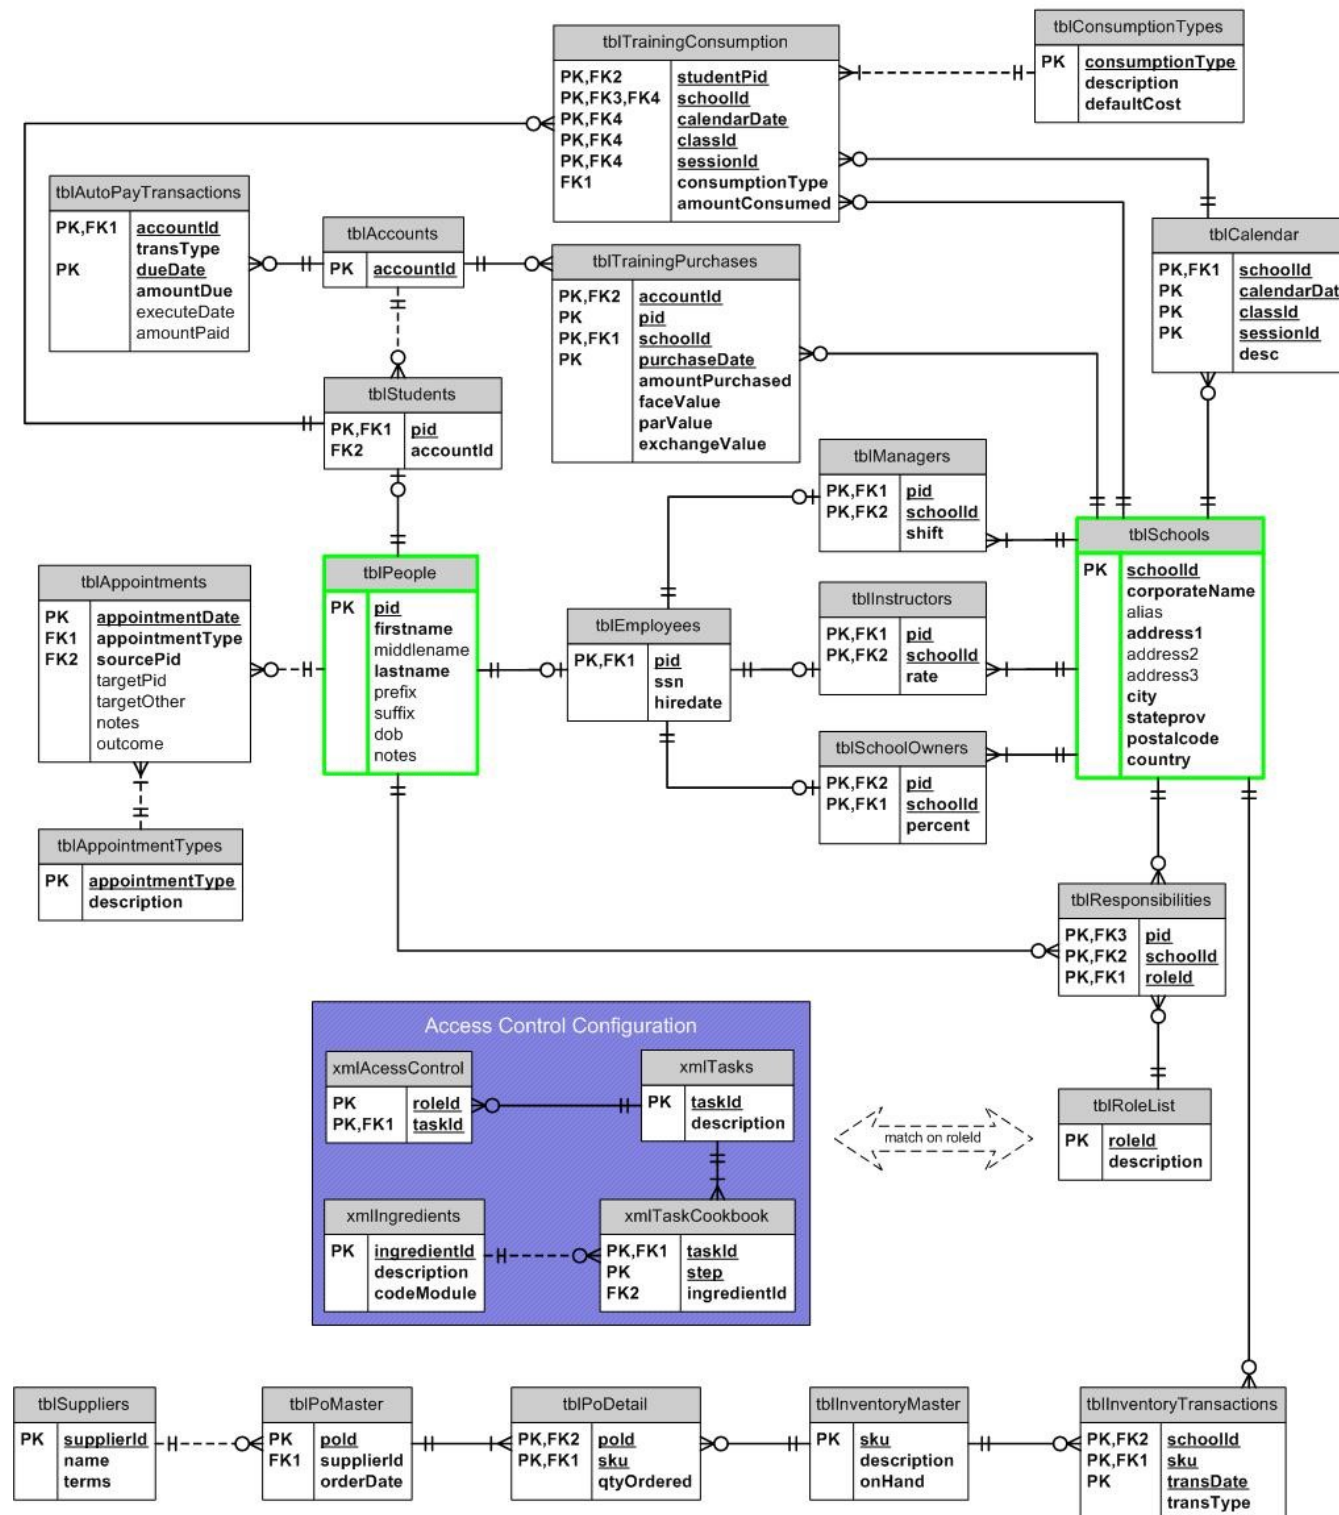 tblTrainingConsumption
PK,FK2 studentPid
PK,FK3,FK4 schoolId
PK,FK4 calendarDate
PK,FK4 classId
PK,FK4 sessionId
FK1 consumptionType
amountConsumed
tblConsumptionTypes
PK consumptionType
description
defaultCost
tblAutoPayTransactions
PK,FK1 accountId
transType
PK dueDate
amountDue
executeDate
amountPaid
tblAccounts
PK accountId
tblTrainingPurchases
PK,FK2 accountId
PK pid
PK,FK1 schoolId
PK purchaseDate
amountPurchased
faceValue
parValue
exchangeValue
tblCalendar
PK,FK1 schoolId
PK calendarDat
PK classId
PK sessionId
desc
tblStudents
PK,FK1 pid
FK2 accountId
tblManagers
PK,FK1 pid
PK,FK2 schoolId
shift
tblSchools
PK schoolId
corporateName
alias
address1
address2
address3
city
stateprov
postalcode
country
tblAppointments
PK appointmentDate
FK1 appointmentType
FK2 sourcePid
targetPid
targetOther
notes
outcome
tblPeople
PK pid
firstname
middlename
lastname
prefix
suffix
dob
notes
tblEmployees
PK,FK1 pid
ssn
hiredate
tblInstructors
PK,FK1 pid
PK,FK2 schoolId
rate
tblSchoolOwners
PK,FK2 pid
PK,FK1 schoolId
percent
tblAppointmentTypes
PK appointmentType
description
tblResponsibilities
PK,FK3 pid
PK,FK2 schoolId
PK,FK1 roleId
Access Control Configuration
xmlAcessControl
PK roleId
PK,FK1 taskId
xmlTasks
PK taskId
description
match on roleId
tblRoleList
PK roleId
description
xmlIngredients
PK ingredientId
description
codeModule
xmlTaskCookbook
PK,FK1 taskId
PK step
FK2 ingredientId
tblSuppliers
PK supplierId
name
terms
tblPoMaster
PK poId
FK1 supplierId
orderDate
tblPoDetail
PK,FK2 poId
PK,FK1 sku
qtyOrdered
tblInventoryMaster
PK sku
description
onHand
tblInventoryTransactions
PK,FK2 schoolId
PK,FK1 sku
PK transDate
transType